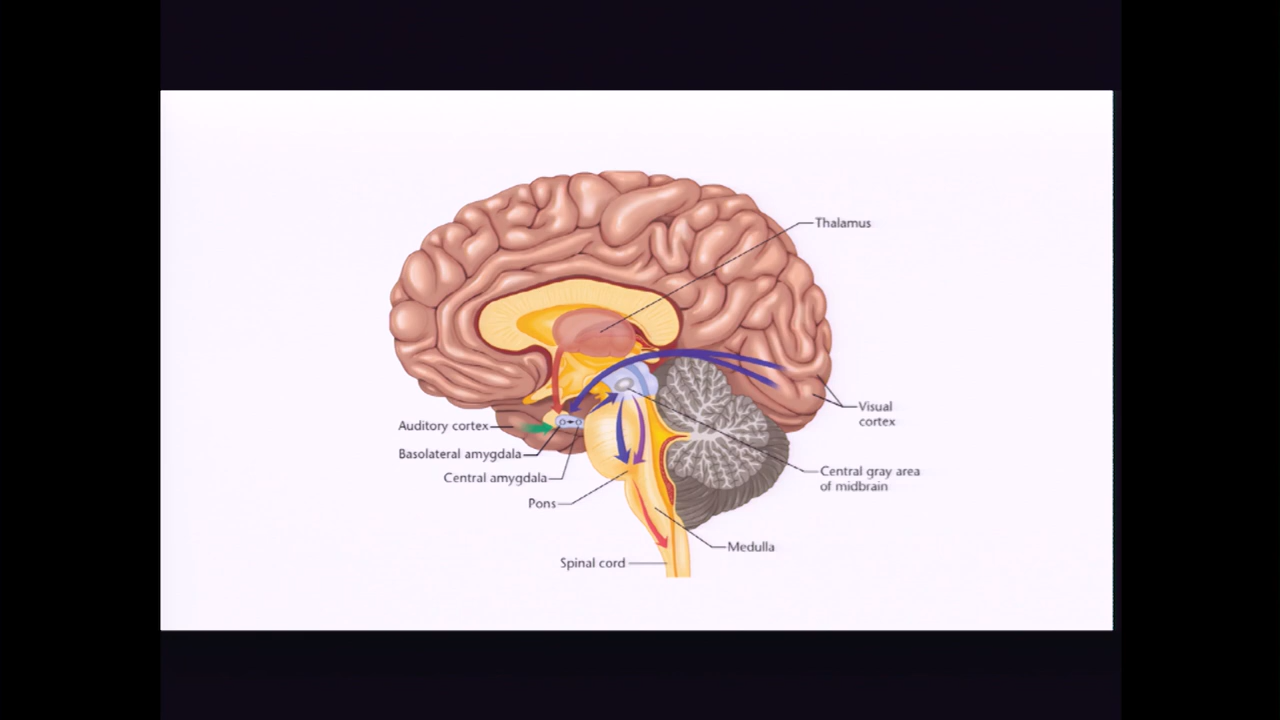 Thalamus
Auditory cortex
Visual
cortex
Basolateral amygdala
Central amygdala
Central gray area
of midbrain
Pons
Medulla
Spinal cord